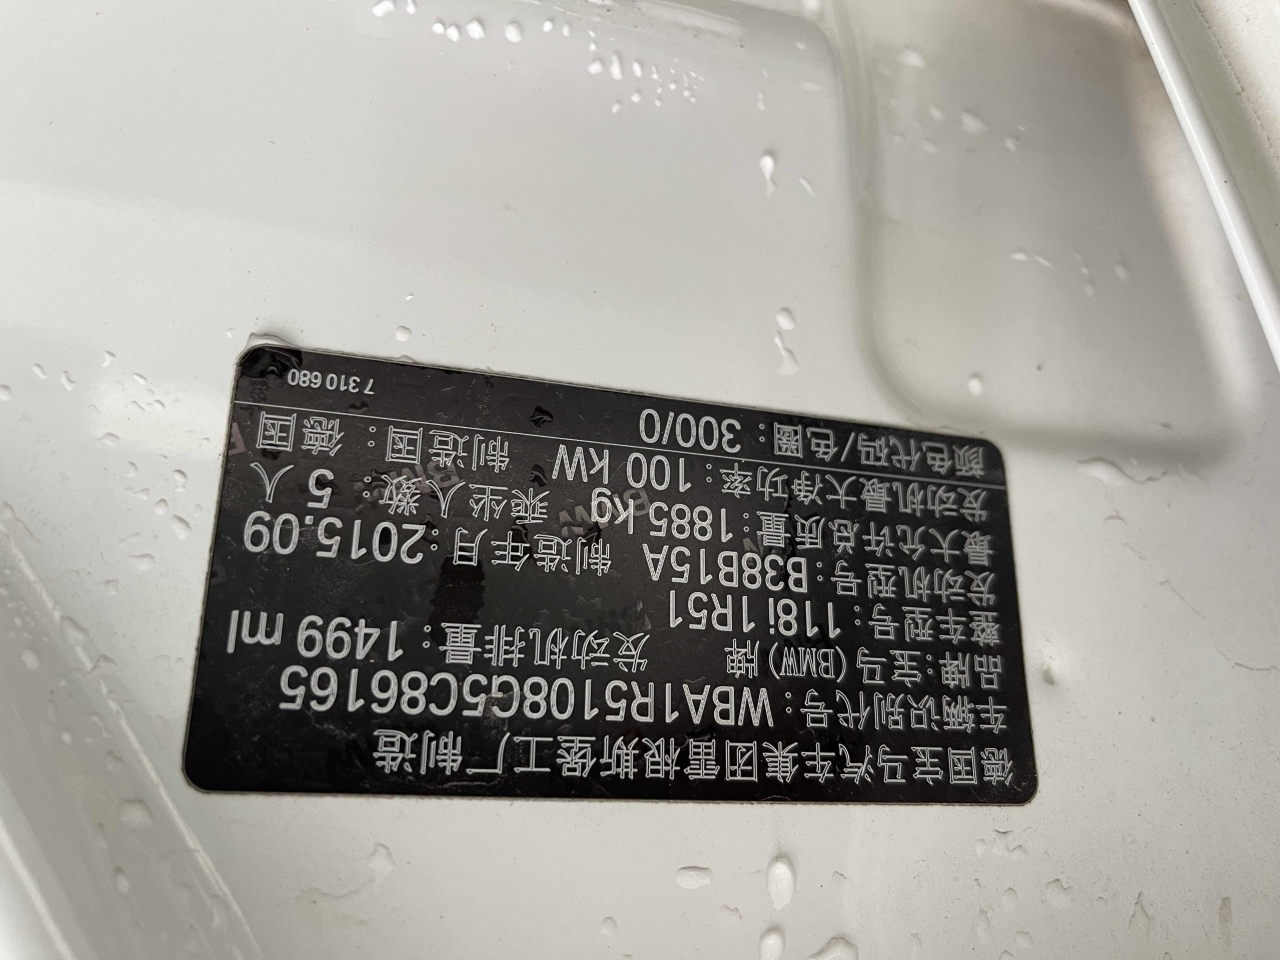 德国宝马汽车集团雷根斯堡工厂制造
车辆识别代号：WBA1R5108G5C86165
品牌：宝马(BMW)牌 发动机排量：1499 ml
整车型号：118i 1R51
发动机型号：B38B15A 制造年月：2015.09
最大允许总质量：1885 kg 乘坐人数：5 人
发动机最大净功率：100 kW 制造国：德国
颜色代码/色圈：300/0
7 310 680